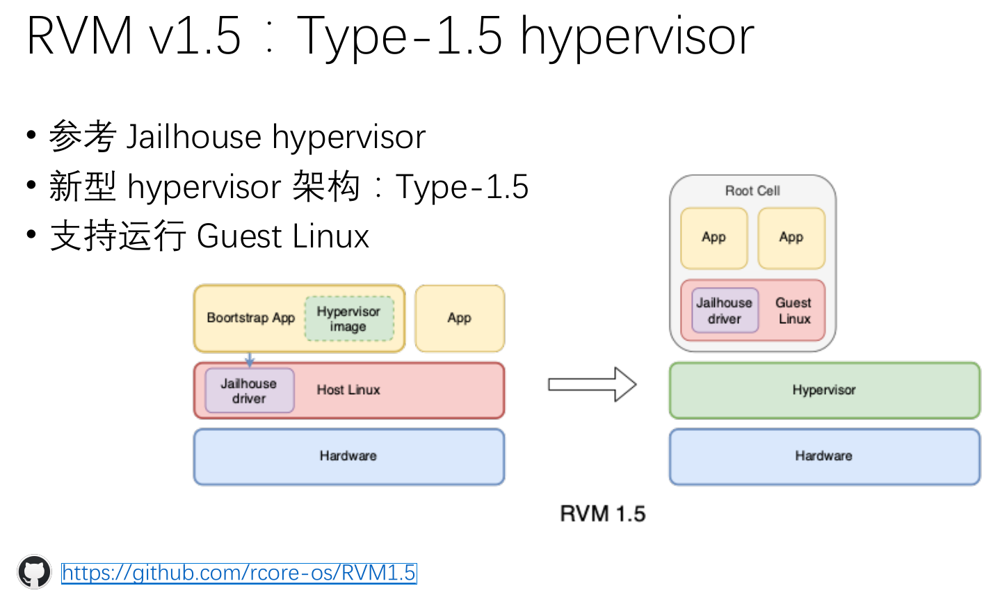 RVM v1.5：Type-1.5 hypervisor
• 参考 Jailhouse hypervisor
• 新型 hypervisor 架构：Type-1.5
• 支持运行 Guest Linux
Boortstrap App
Hypervisor
image
App
Jailhouse
driver
Host Linux
Hardware
Root Cell
App
App
Jailhouse
driver
Guest
Linux
Hypervisor
Hardware
RVM 1.5
https://github.com/rcore-os/RVM1.5